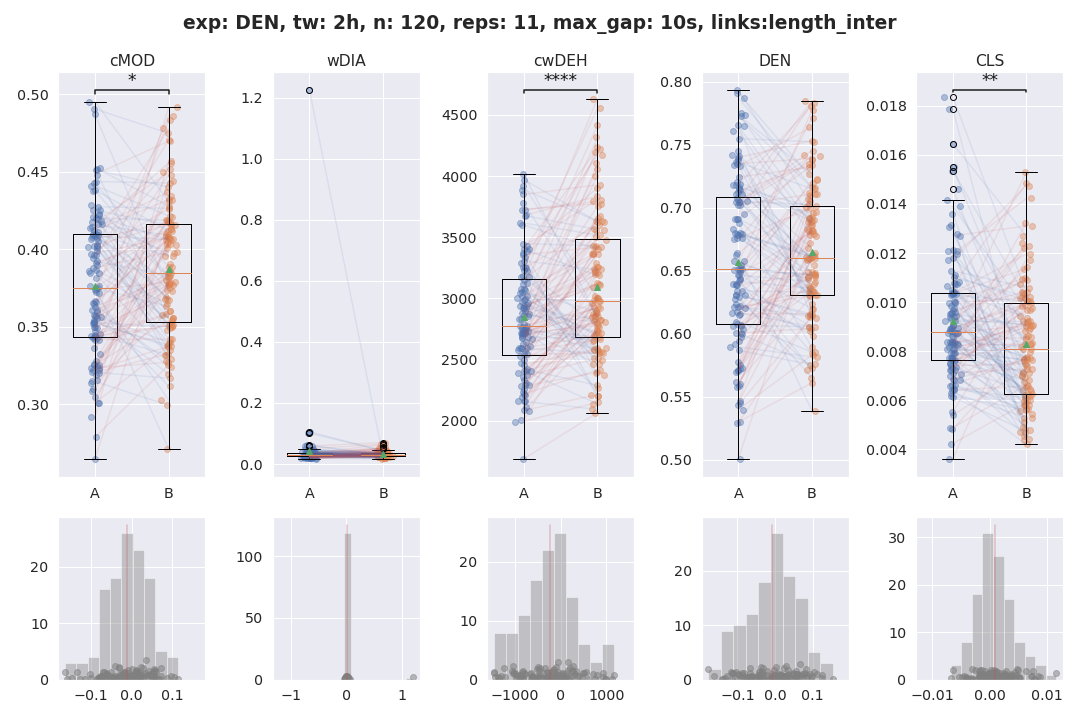 exp: DEN, tw: 2h, n: 120, reps: 11, max_gap: 10s, links:length_inter
cMOD wDIA cwDEH DEN CLS
* **** **
0.50 0.45 0.40 0.35 0.30
A B
1.2 1.0 0.8 0.6 0.4 0.2 0.0
A B
4500 4000 3500 3000 2500 2000
A B
0.80 0.75 0.70 0.65 0.60 0.55 0.50
A B
0.018 0.016 0.014 0.012 0.010 0.008 0.006 0.004
A B
20 10 0
−0.1 0.0 0.1
100 50 0
−1 0 1
20 10 0
−1000 0 1000
20 10 0
−0.1 0.0 0.1
30 20 10 0
−0.01 0.00 0.01